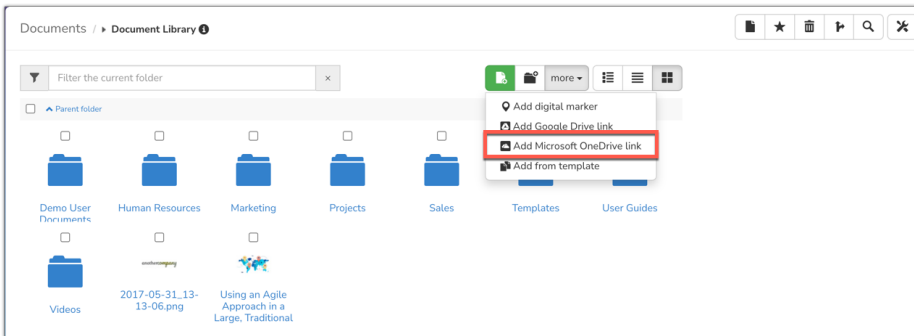 Documents / ▸ Document Library
Filter the current folder ×
more
Parent folder
Add digital marker
Add Google Drive link
Add Microsoft OneDrive link
Add from template
Demo User Documents
Human Resources
Marketing
Projects
Sales
Templates
User Guides
Videos
2017-05-31_13-
13-06.png
Using an Agile
Approach in a
Large, Traditional